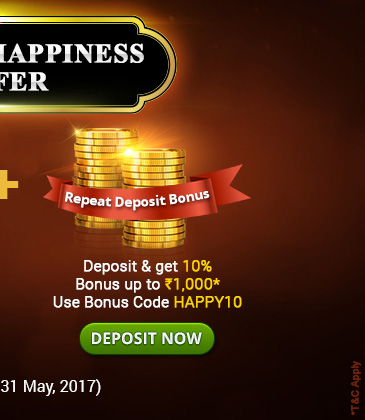 HAPPINESS
FER
+
Repeat Deposit Bonus
Deposit & get 10%
Bonus up to ₹1,000*
Use Bonus Code HAPPY10
DEPOSIT NOW
31 May, 2017)
*T&C Apply